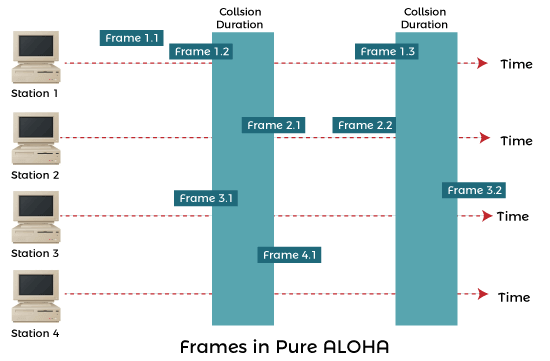 Collsion
Duration
Collsion
Duration
Frame 1.1
Frame 1.2
Frame 1.3
Time
Station 1
Frame 2.1
Frame 2.2
Time
Station 2
Frame 3.1
Frame 3.2
Time
Station 3
Frame 4.1
Time
Station 4
Frames in Pure ALOHA